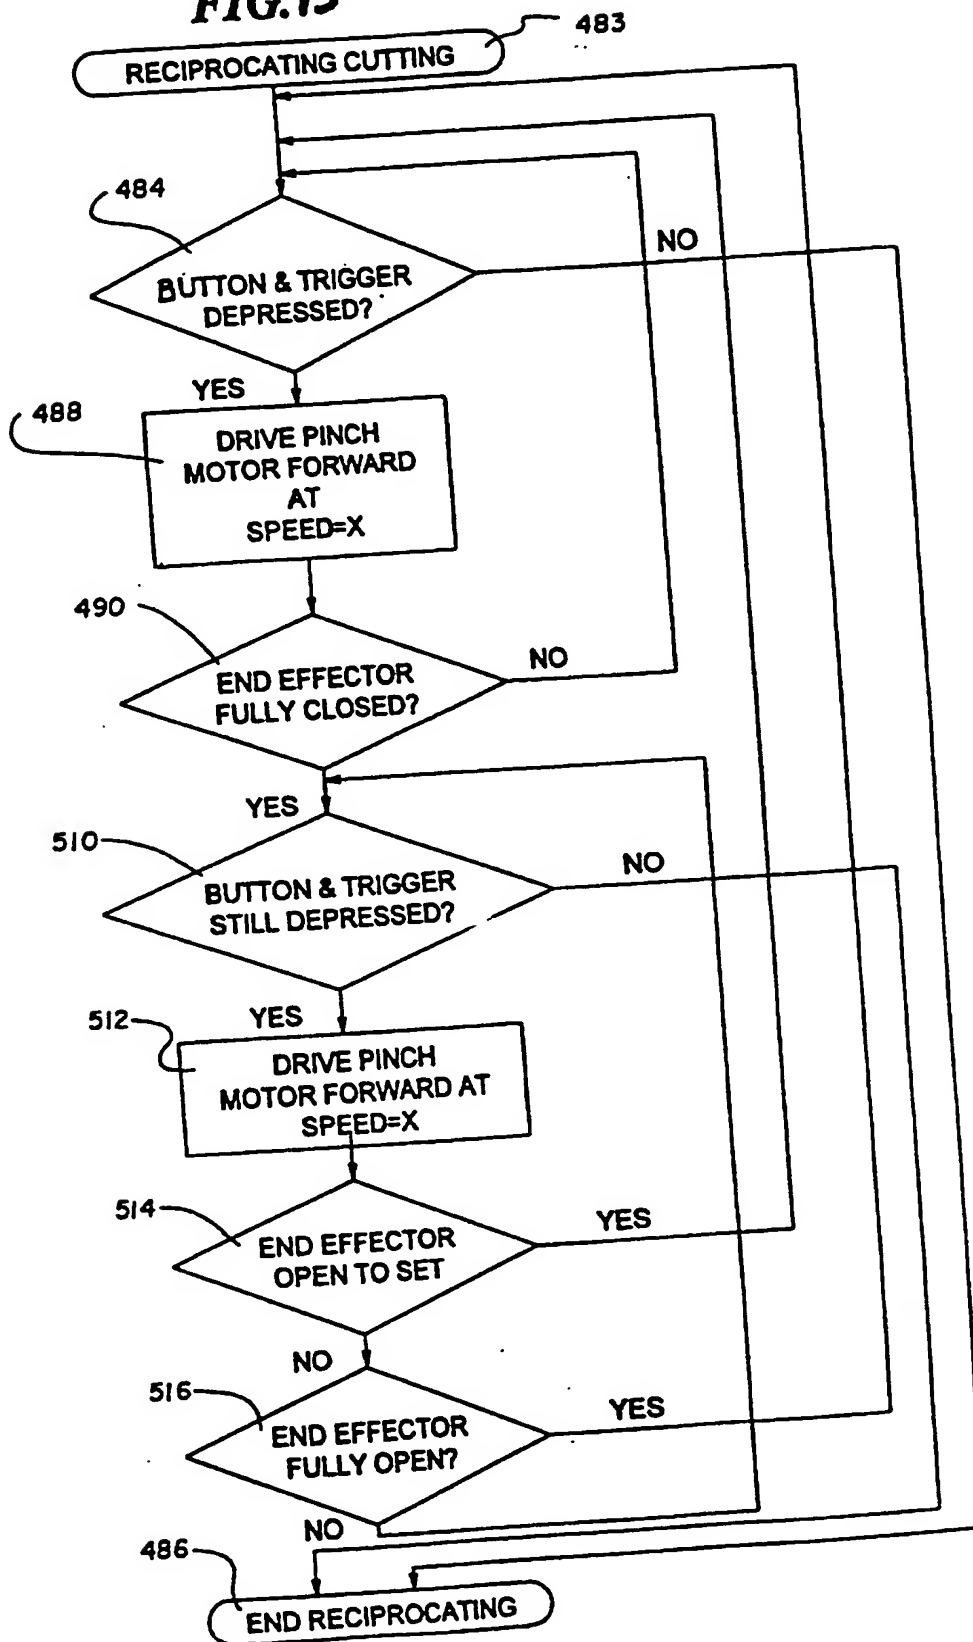 FIG.13
483
RECIPROCATING CUTTING
484
NO
BUTTON & TRIGGER
DEPRESSED?
YES
488
DRIVE PINCH
MOTOR FORWARD
AT
SPEED=X
490
NO
END EFFECTOR
FULLY CLOSED?
YES
510
NO
BUTTON & TRIGGER
STILL DEPRESSED?
YES
512
DRIVE PINCH
MOTOR FORWARD AT
SPEED=X
514
YES
END EFFECTOR
OPEN TO SET
NO
516
YES
END EFFECTOR
FULLY OPEN?
NO
486
END RECIPROCATING